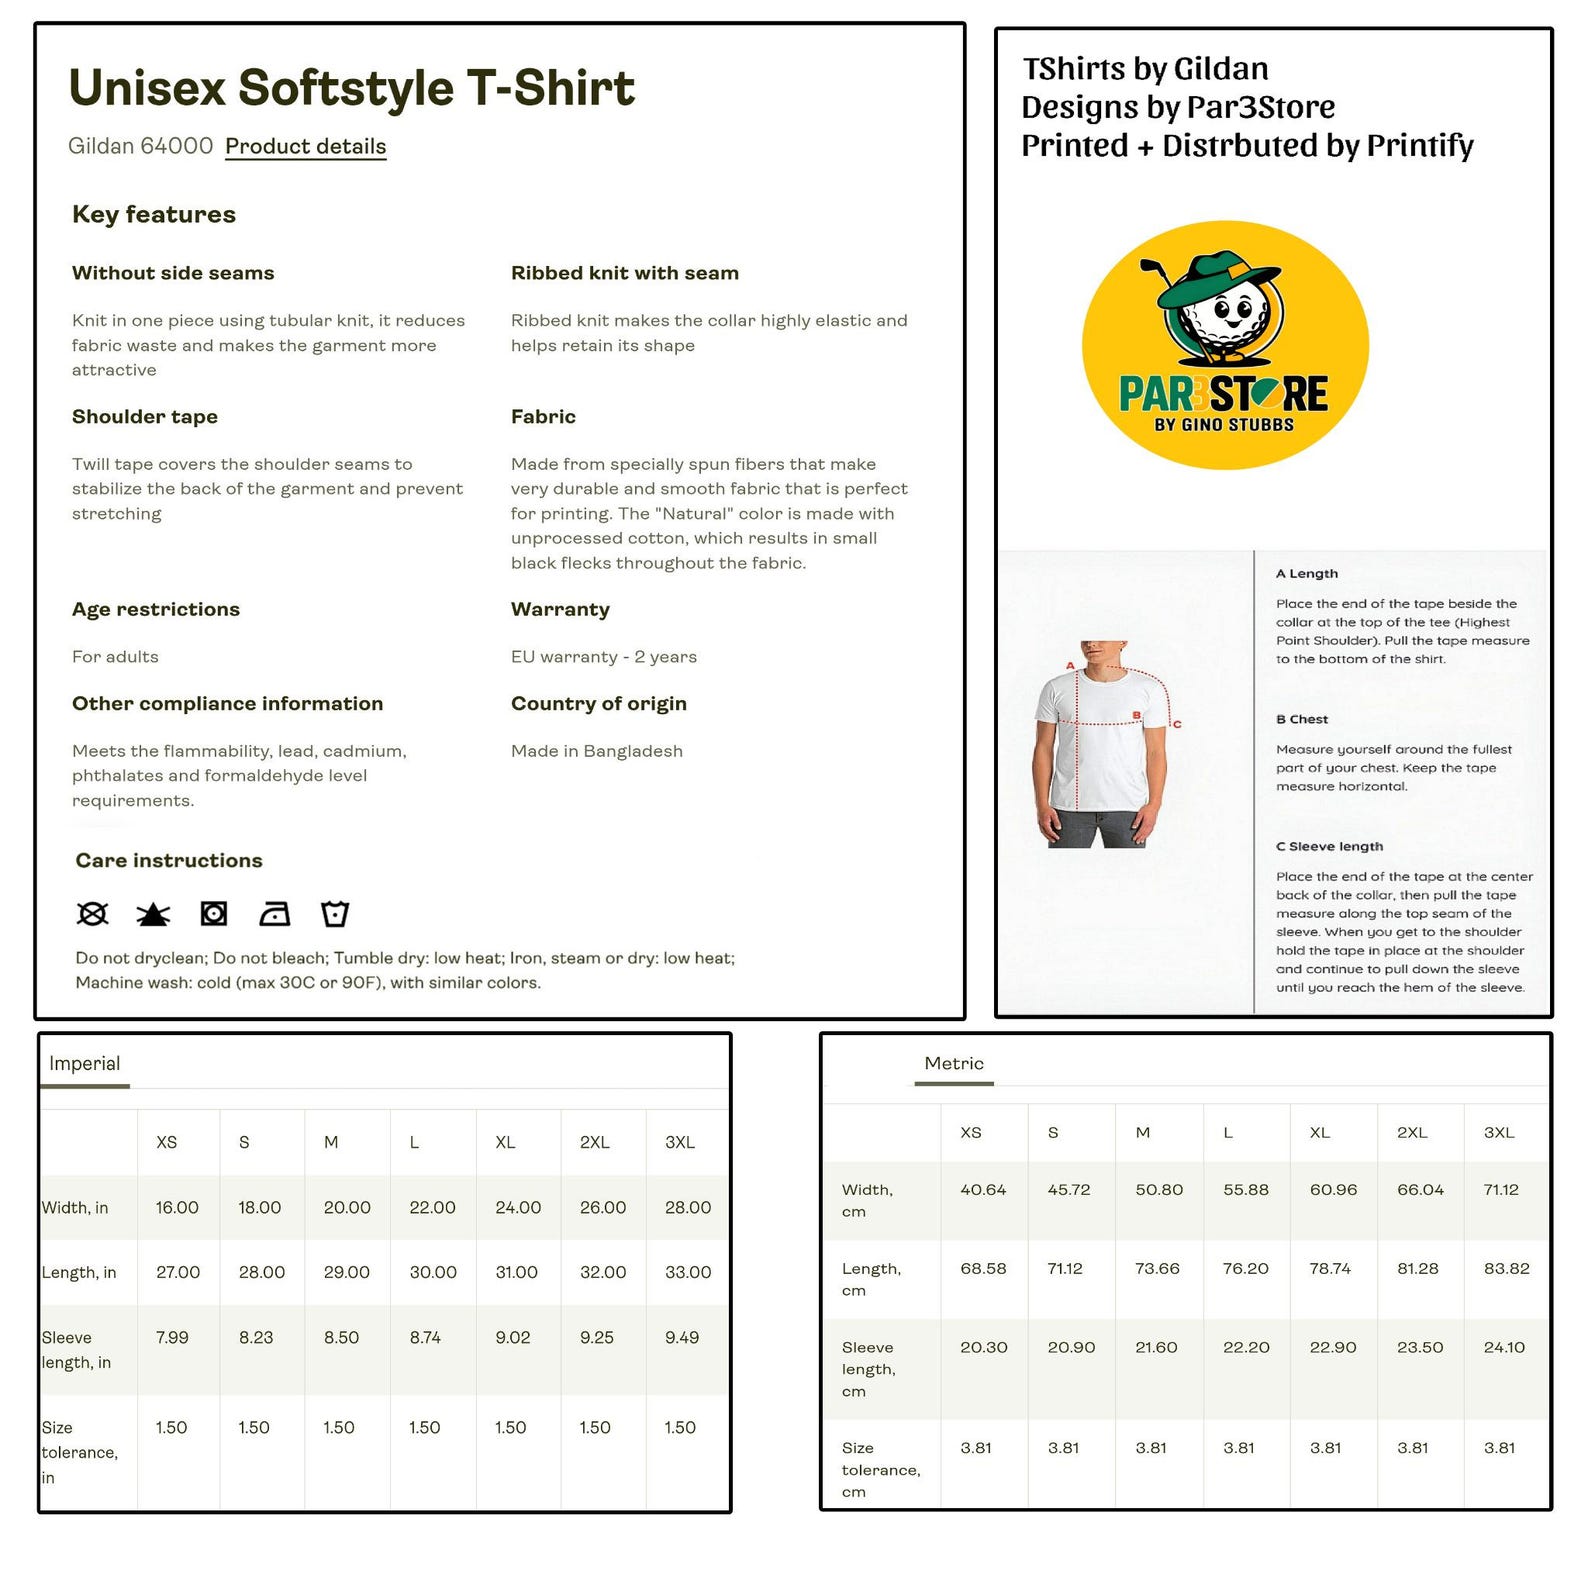 Unisex Softstyle T-Shirt
Gildan 64000 Product details
Key features
Without side seams
Knit in one piece using tubular knit, it reduces
fabric waste and makes the garment more
attractive
Ribbed knit with seam
Ribbed knit makes the collar highly elastic and
helps retain its shape
Shoulder tape
Twill tape covers the shoulder seams to
stabilize the back of the garment and prevent
stretching
Fabric
Made from specially spun fibers that make
very durable and smooth fabric that is perfect
for printing. The "Natural" color is made with
unprocessed cotton, which results in small
black flecks throughout the fabric.
Age restrictions
For adults
Warranty
EU warranty - 2 years
Other compliance information
Meets the flammability, lead, cadmium,
phthalates and formaldehyde level
requirements.
Country of origin
Made in Bangladesh
Care instructions
Do not dryclean; Do not bleach; Tumble dry: low heat; Iron, steam or dry: low heat;
Machine wash: cold (max 30C or 90F), with similar colors.
TShirts by Gildan
Designs by Par3Store
Printed + Distrbuted by Printify
PAR3STORE
BY GINO STUBBS
A
B
C
A Length
Place the end of the tape beside the
collar at the top of the tee (Highest
Point Shoulder). Pull the tape measure
to the bottom of the shirt.
B Chest
Measure yourself around the fullest
part of your chest. Keep the tape
measure horizontal.
C Sleeve length
Place the end of the tape at the center
back of the collar, then pull the tape
measure along the top seam of the
sleeve. When you get to the shoulder
hold the tape in place at the shoulder
and continue to pull down the sleeve
until you reach the hem of the sleeve.
Imperial
XS S M L XL 2XL 3XL
Width, in 16.00 18.00 20.00 22.00 24.00 26.00 28.00
Length, in 27.00 28.00 29.00 30.00 31.00 32.00 33.00
Sleeve 7.99 8.23 8.50 8.74 9.02 9.25 9.49
length, in
Size 1.50 1.50 1.50 1.50 1.50 1.50 1.50
tolerance,
in
Metric
XS S M L XL 2XL 3XL
Width, 40.64 45.72 50.80 55.88 60.96 66.04 71.12
cm
Length, 68.58 71.12 73.66 76.20 78.74 81.28 83.82
cm
Sleeve 20.30 20.90 21.60 22.20 22.90 23.50 24.10
length,
cm
Size 3.81 3.81 3.81 3.81 3.81 3.81 3.81
tolerance,
cm